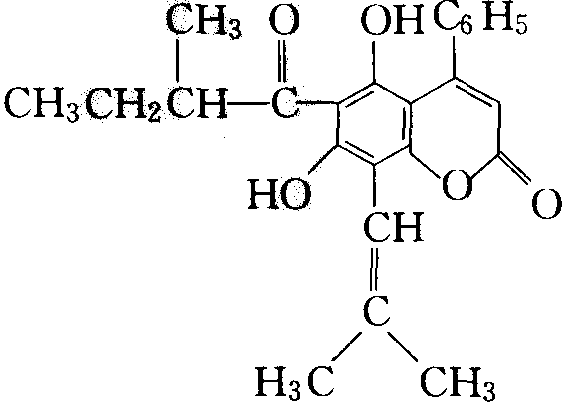 CH₃ O OH C₆H₅
CH₃CH₂CH C
HO O O
CH
C
H₃C CH₃